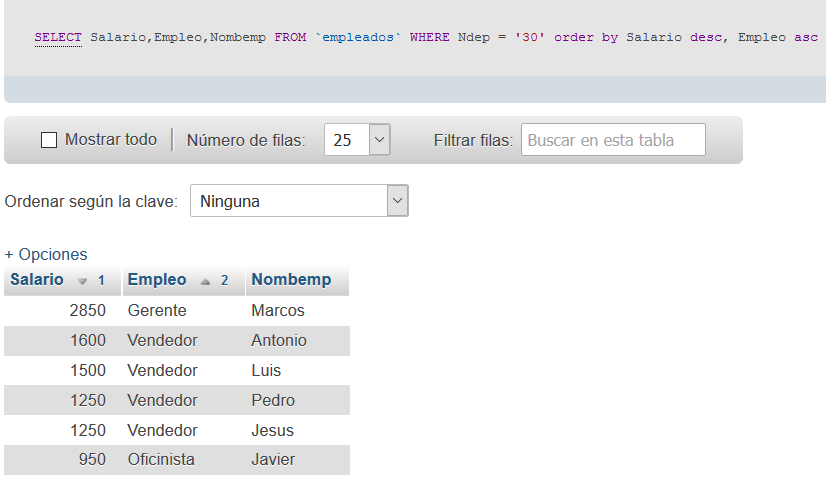 SELECT Salario,Empleo,Nombemp FROM `empleados` WHERE Ndep = '30' order by Salario desc, Empleo asc
Mostrar todo Número de filas: 25 Filtrar filas: Buscar en esta tabla
Ordenar según la clave: Ninguna
+ Opciones
Salario 1 Empleo 2 Nombemp
2850 Gerente Marcos
1600 Vendedor Antonio
1500 Vendedor Luis
1250 Vendedor Pedro
1250 Vendedor Jesus
950 Oficinista Javier